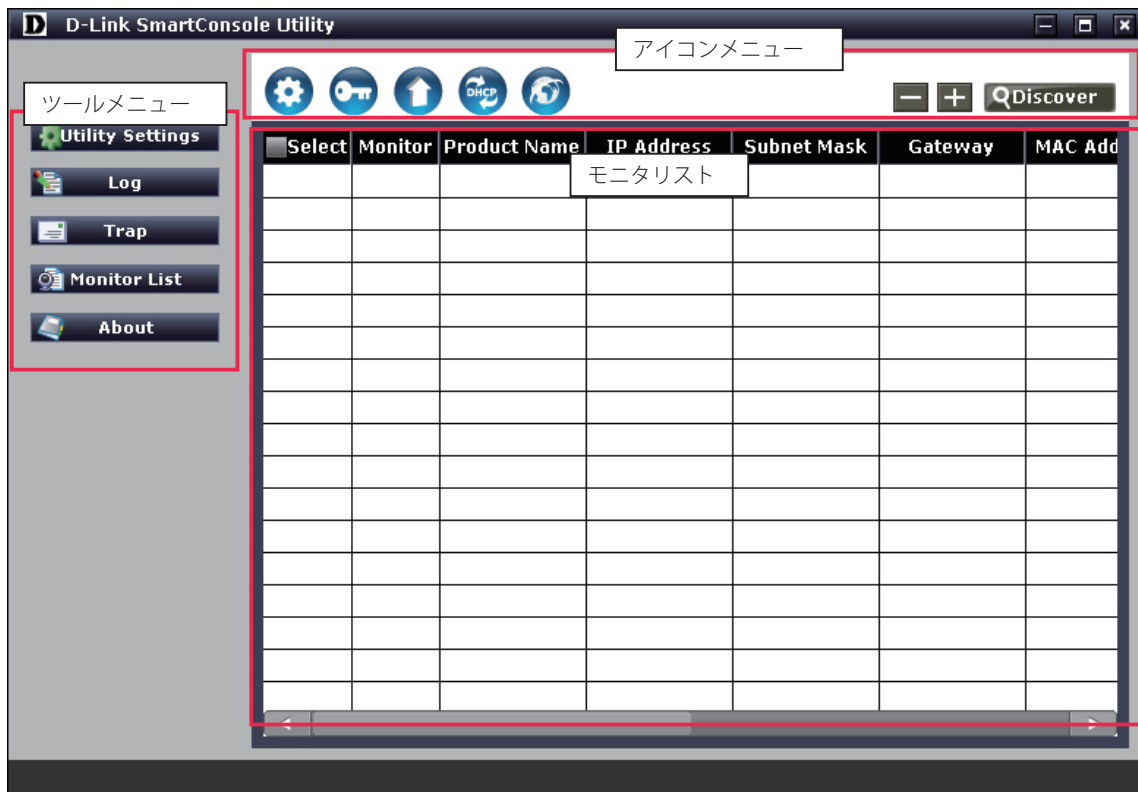 D-Link SmartConsole Utility
アイコンメニュー
ツールメニュー
DHCP
Discover
Utility Settings
Log
Trap
Monitor List
About
Select Monitor Product Name IP Address Subnet Mask Gateway MAC Add
モニタリスト